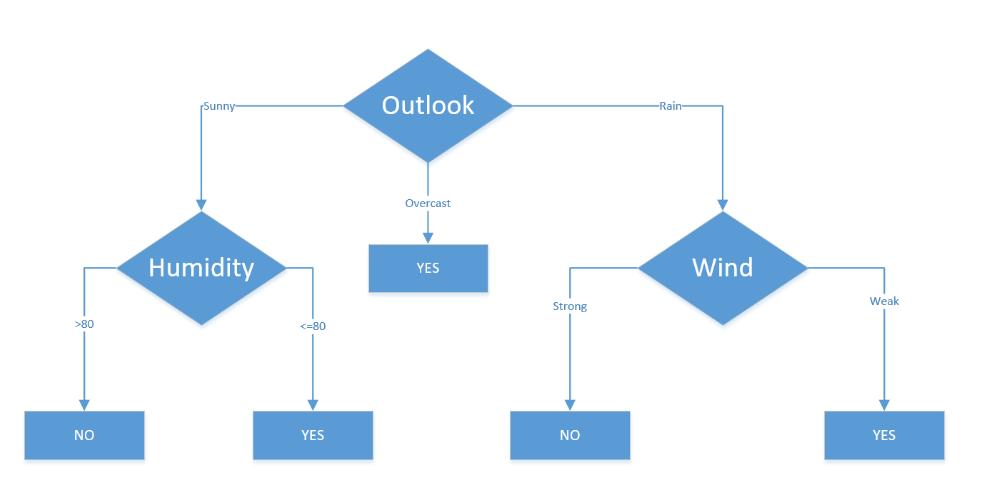 Outlook
Sunny
Rain
Overcast
Humidity
YES
Wind
>80
<=80
Strong
Weak
NO
YES
NO
YES